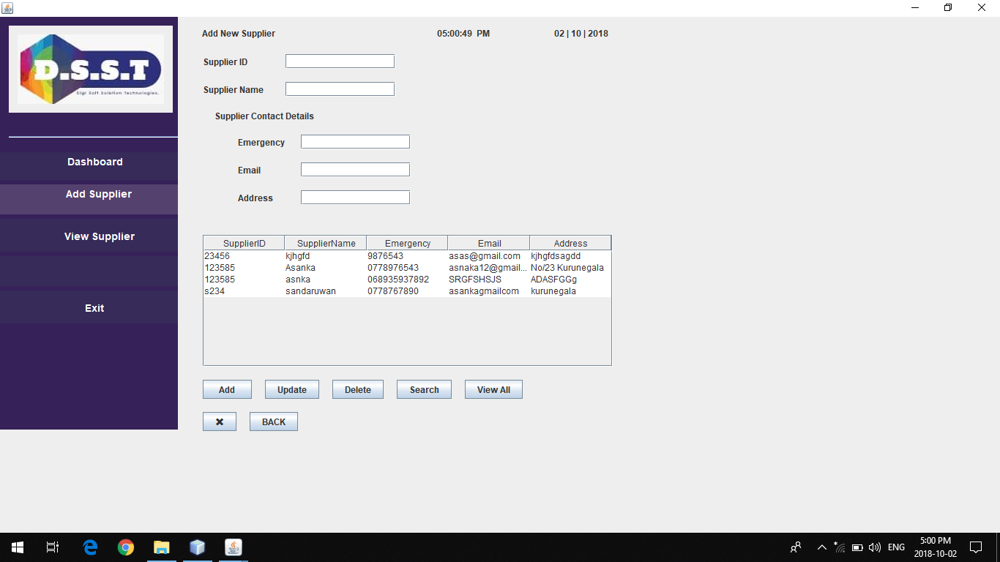 D.S.S.T
Digi Soft Solution Technologies.
Dashboard
Add Supplier
View Supplier
Exit
Add New Supplier 05:00:49 PM 02 | 10 | 2018
Supplier ID
Supplier Name
Supplier Contact Details
Emergency
Email
Address
SupplierID SupplierName Emergency Email Address
23456 kjhgfd 9876543 asas@gmail.com kjhgfdsagdd
123585 Asanka 0778976543 asnaka12@gmail... No/23 Kurunegala
123585 asnka 068935937892 SRGFSHSJS ADASFGGg
s234 sandaruwan 0778767890 asankagmailcom kurunegala
Add Update Delete Search View All
✖ BACK
ENG 5:00 PM
2018-10-02